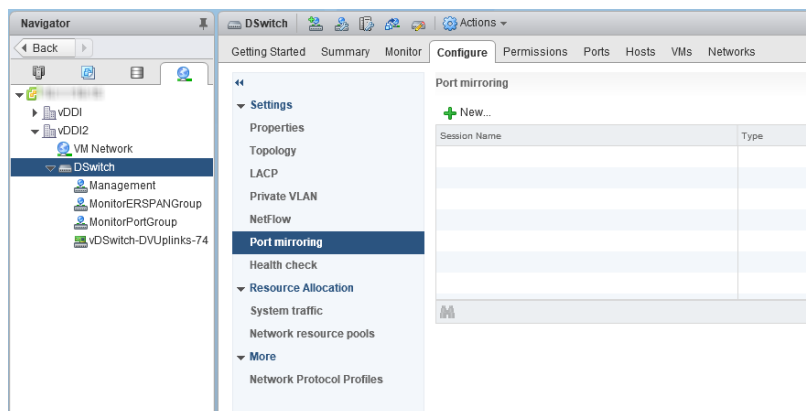 Navigator
Back
vDDI
vDDI2
VM Network
DSwitch
Management
MonitorERSPANGroup
MonitorPortGroup
vDSwitch-DVUplinks-74
DSwitch Actions
Getting Started Summary Monitor Configure Permissions Ports Hosts VMs Networks
Settings
Properties
Topology
LACP
Private VLAN
NetFlow
Port mirroring
Health check
Resource Allocation
System traffic
Network resource pools
More
Network Protocol Profiles
Port mirroring
New...
Session Name Type